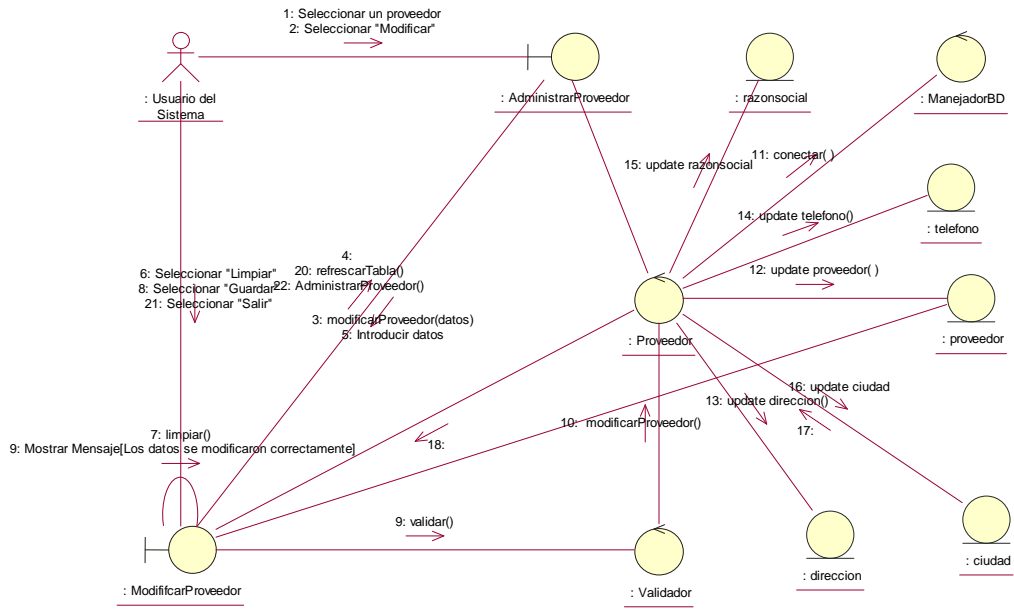 1: Seleccionar un proveedor
2: Seleccionar "Modificar"
: Usuario del
Sistema
: AdministrarProveedor
: razonsocial
: ManejadorBD
15: update razonsocial
11: conectar( )
14: update telefono()
: telefono
4:
20: refrescarTabla()
22: AdministrarProveedor()
6: Seleccionar "Limpiar"
8: Seleccionar "Guardar"
21: Seleccionar "Salir"
12: update proveedor( )
3: modificarProveedor(datos)
5: Introducir datos
: Proveedor
: proveedor
16: update ciudad
13: update direccion()
17:
10: modificarProveedor()
18:
7: limpiar()
9: Mostrar Mensaje[Los datos se modificaron correctamente]
9: validar()
: ModififcarProveedor
: Validador
: direccion
: ciudad